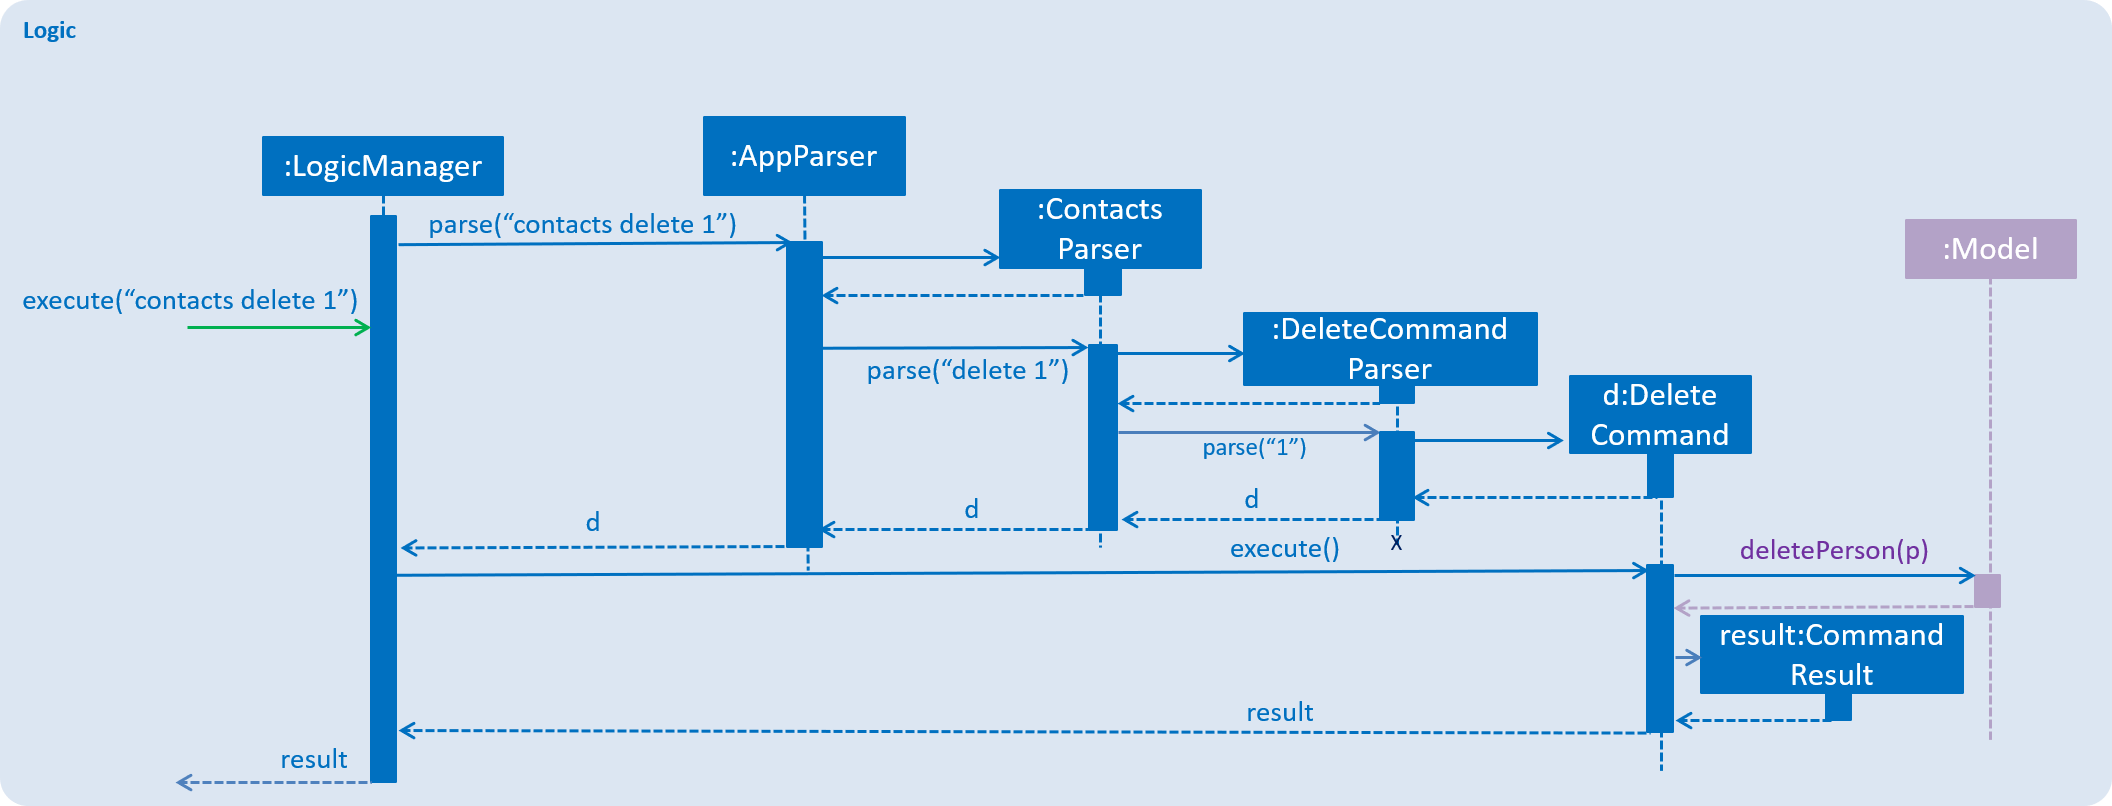 Logic
:LogicManager
:AppParser
:Contacts
Parser
:Model
parse(“contacts delete 1”)
execute(“contacts delete 1”)
:DeleteCommand
Parser
parse(“delete 1”)
d:Delete
Command
parse(“1”)
d
d
d
X
execute()
deletePerson(p)
result:Command
Result
result
result